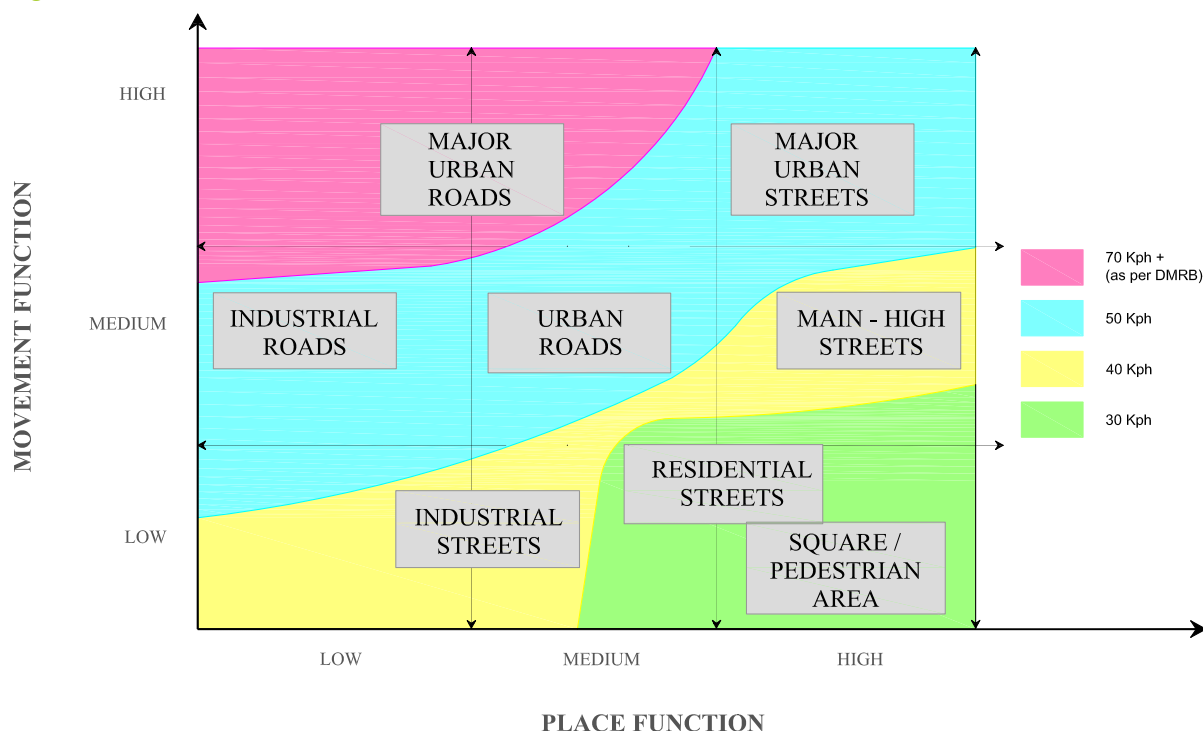 HIGH
MEDIUM
LOW
MOVEMENT FUNCTION
MAJOR
URBAN
ROADS
MAJOR
URBAN
STREETS
INDUSTRIAL
ROADS
URBAN
ROADS
MAIN - HIGH
STREETS
INDUSTRIAL
STREETS
RESIDENTIAL
STREETS
SQUARE /
PEDESTRIAN
AREA
70 Kph +
(as per DMRB)
50 Kph
40 Kph
30 Kph
LOW
MEDIUM
HIGH
PLACE FUNCTION